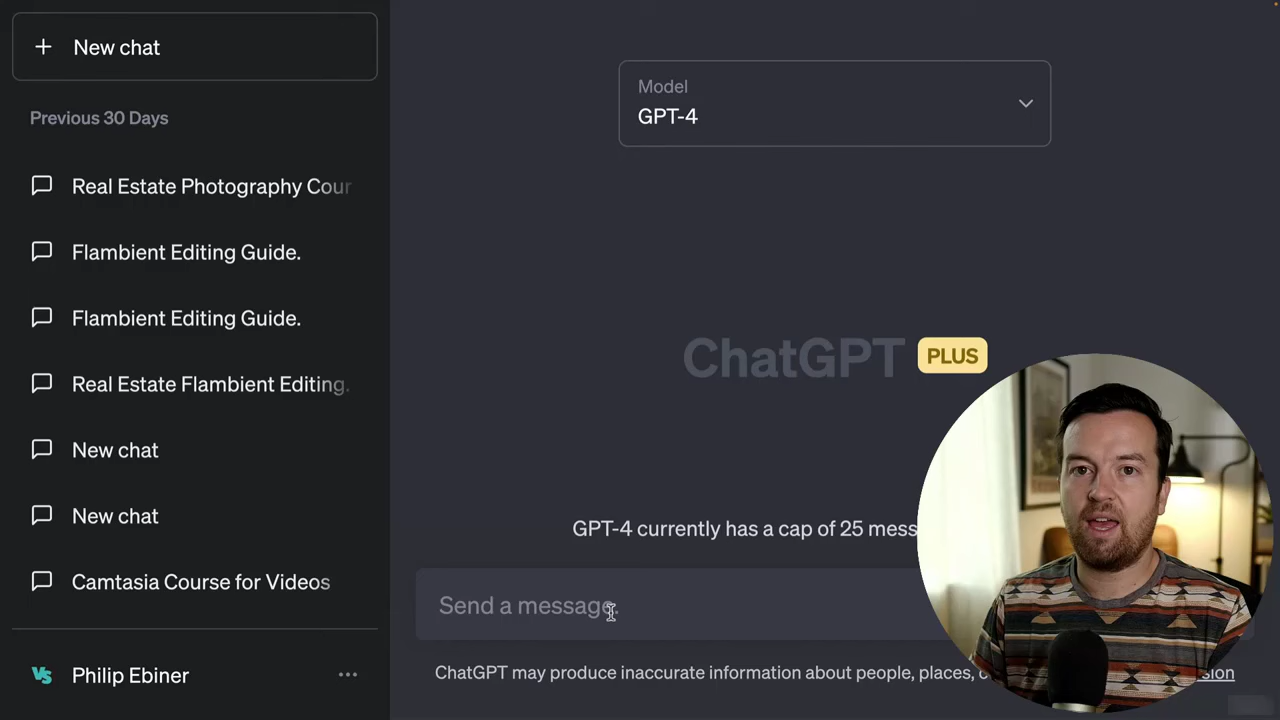 New chat
Previous 30 Days
Real Estate Photography Cour
Flambient Editing Guide.
Flambient Editing Guide.
Real Estate Flambient Editing.
New chat
New chat
Camtasia Course for Videos
VS Philip Ebiner
Model
GPT-4
ChatGPT PLUS
GPT-4 currently has a cap of 25 mess
Send a message.
ChatGPT may produce inaccurate information about people, places, sion